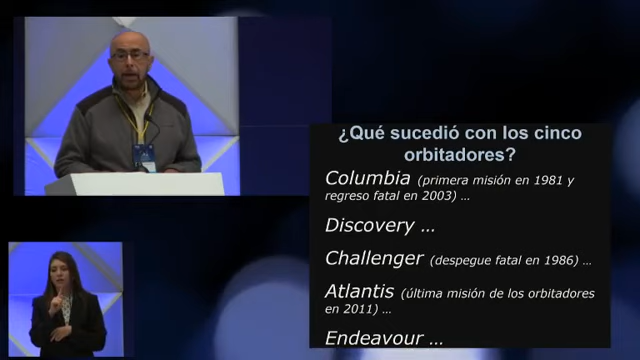 ¿Qué sucedió con los cinco
orbitadores?
Columbia (primera misión en 1981 y
regreso fatal en 2003) ...
Discovery ...
Challenger (despegue fatal en 1986) ...
Atlantis (última misión de los orbitadores
en 2011) ...
Endeavour ...